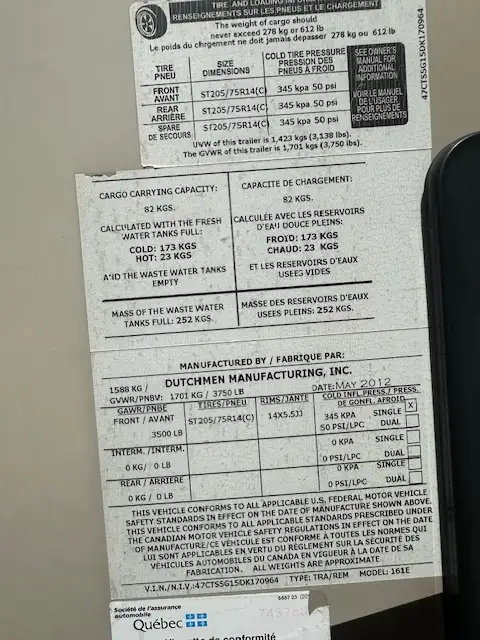 TIRE AND LOADING INFORMATION
RENSEIGNEMENTS SUR LES PNEUS ET LE CHARGEMENT
The weight of cargo should
never exceed 278 kg or 612 lb
Le poids du chrgement ne doit jamais depasser 278 kg ou 612 lb
TIRE PNEU SIZE DIMENSIONS COLD TIRE PRESSURE PRESSION DES PNEUS À FROID
FRONT AVANT ST205/75R14(C) 345 kpa 50 psi
REAR ARRIÈRE ST205/75R14(C) 345 kpa 50 psi
SPARE DE SECOURS ST205/75R14(C) 345 kpa 50 psi
SEE OWNER'S
MANUAL FOR
ADDITIONAL
INFORMATION
VOIR LE MANUEL
DE L'USAGER
POUR PLUS DE
RENSEIGNEMENTS
47CTS5G15DK170964
UVW of this trailer is 1,423 kgs (3,138 lbs).
The GVWR of this trailer is 1,701 kgs (3,750 lbs).
CARGO CARRYING CAPACITY:
82 KGS.
CALCULATED WITH THE FRESH
WATER TANKS FULL:
COLD: 173 KGS
HOT: 23 KGS
AND THE WASTE WATER TANKS
EMPTY
MASS OF THE WASTE WATER
TANKS FULL: 252 KGS.
CAPACITE DE CHARGEMENT:
82 KGS.
CALCULÉE AVEC LES RESERVOIRS
D'EAU DOUCE PLEINS:
FROID: 173 KGS
CHAUD: 23 KGS
ET LES RESERVOIRS D'EAUX
USEES VIDES
MASSE DES RESERVOIRS D'EAUX
USEES PLEINS: 252 KGS.
MANUFACTURED BY / FABRIQUE PAR:
DUTCHMEN MANUFACTURING, INC.
1588 KG /
GVWR/PNBV: 1701 KG / 3750 LB
DATE: MAY 2012
GAWR/PNBE TIRES/PNEU RIMS/JANTE COLD INFL.PRESS./ PRESS. DE GONFL. AFROID
FRONT / AVANT ST205/75R14(C) 14X5.5JJ 345 KPA SINGLE X
3500 LB 50 PSI/LPC DUAL
INTERM. /INTERM. 0 KPA SINGLE
0 KG/ 0 LB 0 PSI/LPC DUAL
REAR / ARRIERE 0 KPA SINGLE
0 KG / 0 LB 0 PSI/LPC DUAL
THIS VEHICLE CONFORMS TO ALL APPLICABLE U.S. FEDERAL MOTOR VEHICLE
SAFETY STANDARDS IN EFFECT ON THE DATE OF MANUFACTURE SHOWN ABOVE.
THIS VEHICLE CONFORMS TO ALL APPLICABLE STANDARDS PRESCRIBED UNDER
THE CANADIAN MOTOR VEHICLE SAFETY REGULATIONS IN EFFECT ON THE DATE
OF MANUFACTURE/CE VÉHICULE EST CONFORME A TOUTES LES NORMES QUI
LUI SONT APPLICABLES EN VERTU DU RÈGLEMENT SUR LA SÉCURITÉ DES
VÉHICULES AUTOMOBILES DU CANADA EN VIGUEUR À LA DATE DE SA
FABRICATION. ALL WEIGHTS ARE APPROXIMATE
V.I.N./N.I.V.:47CTS5G15DK170964 TYPE: TRA/REM MODEL: 161E
Société de l'assurance
automobile
Québec